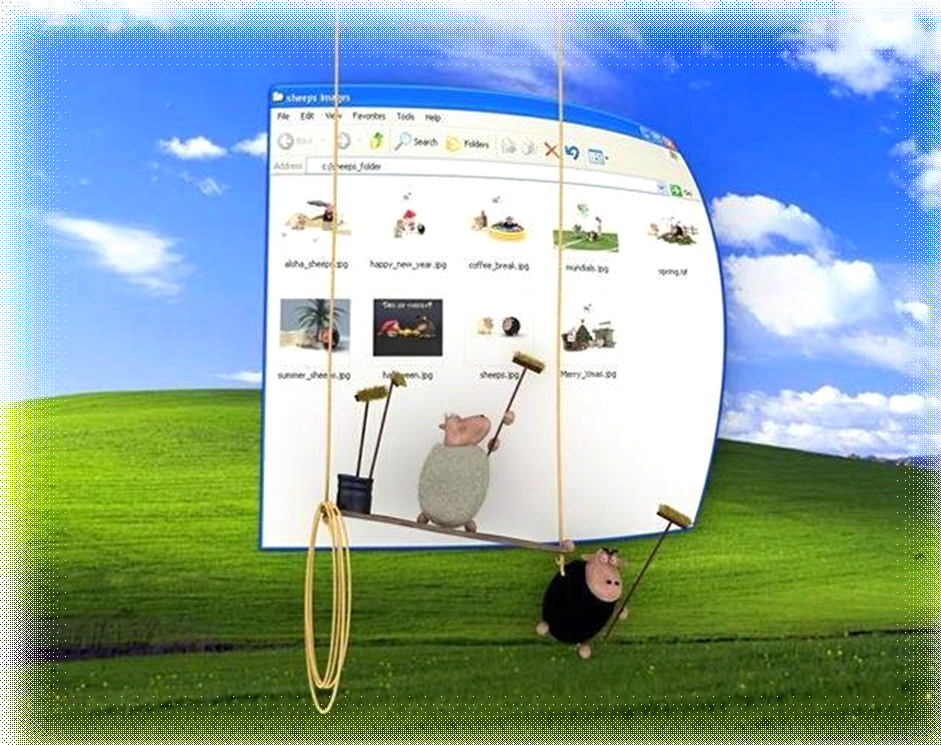 sheeps images
File Edit View Favorites Tools Help
Back Search Folders
Address c:/sheeps_folder Go
aloha_sheeps.jpg happy_new_year.jpg coffee_break.jpg mundials.jpg spring.tif
summer_sheeps.jpg halloween.jpg sheeps.jpg Merry_Xmas.jpg